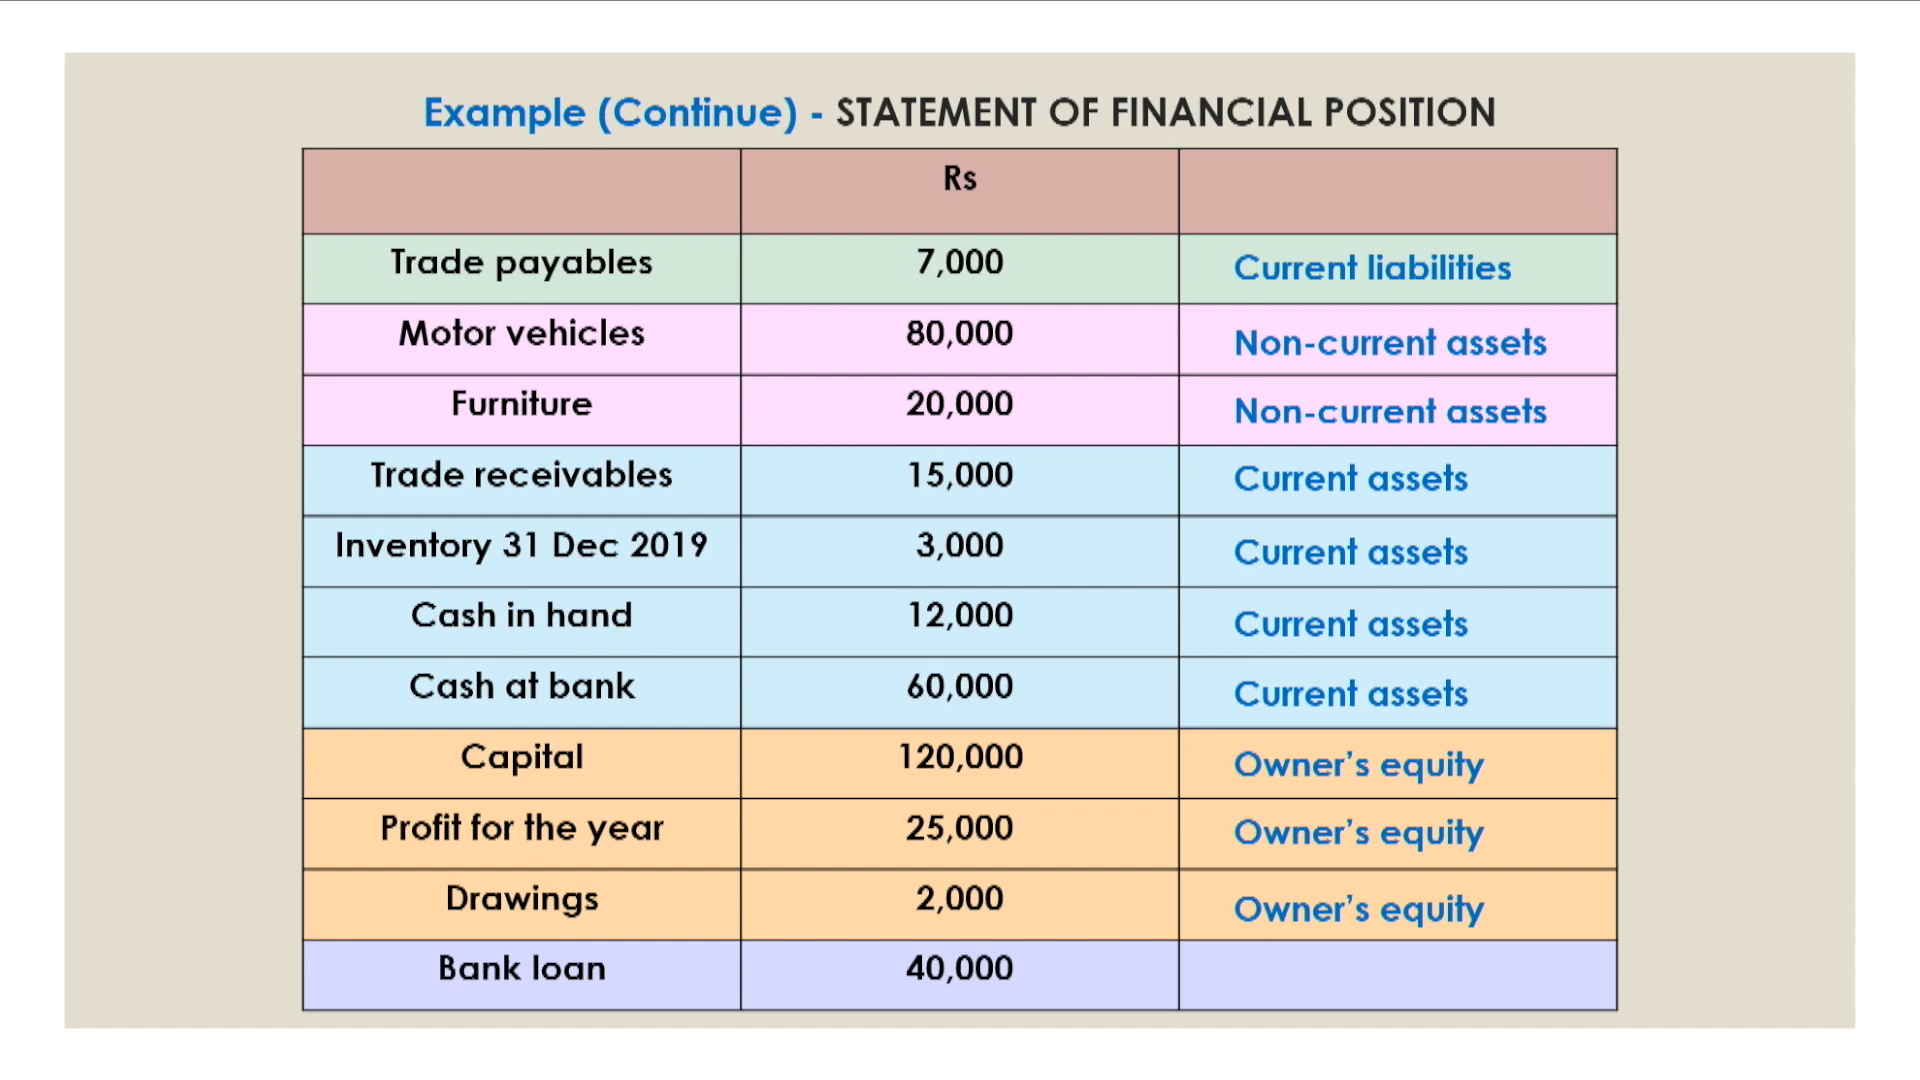 Example (Continue) - STATEMENT OF FINANCIAL POSITION
Rs
Trade payables 7,000 Current liabilities
Motor vehicles 80,000 Non-current assets
Furniture 20,000 Non-current assets
Trade receivables 15,000 Current assets
Inventory 31 Dec 2019 3,000 Current assets
Cash in hand 12,000 Current assets
Cash at bank 60,000 Current assets
Capital 120,000 Owner’s equity
Profit for the year 25,000 Owner’s equity
Drawings 2,000 Owner’s equity
Bank loan 40,000